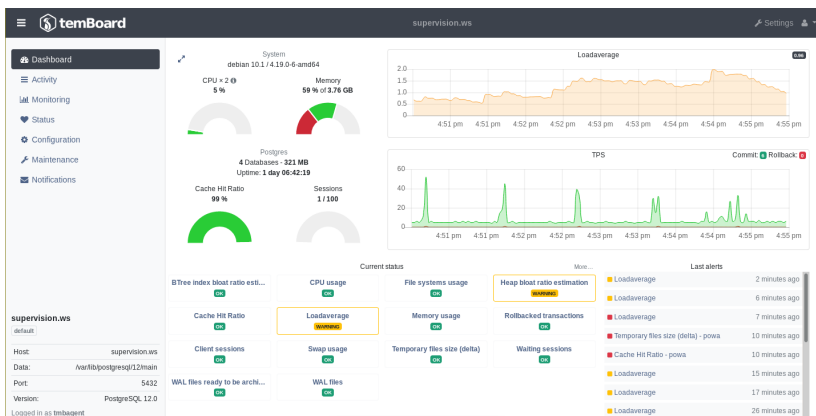 temBoard
supervision.ws
Settings
Dashboard
Activity
Monitoring
Status
Configuration
Maintenance
Notifications
supervision.ws
default
Host: supervision.ws
Data: /var/lib/postgresql/12/main
Port: 5432
Version: PostgreSQL 12.0
Logged in as tmbagent
System
debian 10.1 / 4.19.0-6-amd64
CPU × 2
5 %
Memory
59 % of 3.76 GB
Postgres
4 Databases - 321 MB
Uptime: 1 day 06:42:19
Cache Hit Ratio
99 %
Sessions
1 / 100
Loadaverage
0.96
2.0
1.5
1.0
0.5
0
4:51 pm 4:51 pm 4:52 pm 4:52 pm 4:53 pm 4:53 pm 4:54 pm 4:54 pm 4:55 pm 4:55 pm
TPS
Commit: 6 Rollback: 0
60
40
20
0
4:51 pm 4:51 pm 4:52 pm 4:52 pm 4:53 pm 4:53 pm 4:54 pm 4:54 pm 4:55 pm 4:55 pm
Current status
More...
BTree index bloat ratio esti...
OK
CPU usage
OK
File systems usage
OK
Heap bloat ratio estimation
WARNING
Cache Hit Ratio
OK
Loadaverage
WARNING
Memory usage
OK
Rollbacked transactions
OK
Client sessions
OK
Swap usage
OK
Temporary files size (delta)
OK
Waiting sessions
OK
WAL files ready to be archi...
OK
WAL files
OK
Last alerts
Loadaverage 2 minutes ago
Loadaverage 6 minutes ago
Loadaverage 7 minutes ago
Temporary files size (delta) - powa 10 minutes ago
Cache Hit Ratio - powa 10 minutes ago
Loadaverage 15 minutes ago
Loadaverage 17 minutes ago
Loadaverage 26 minutes ago